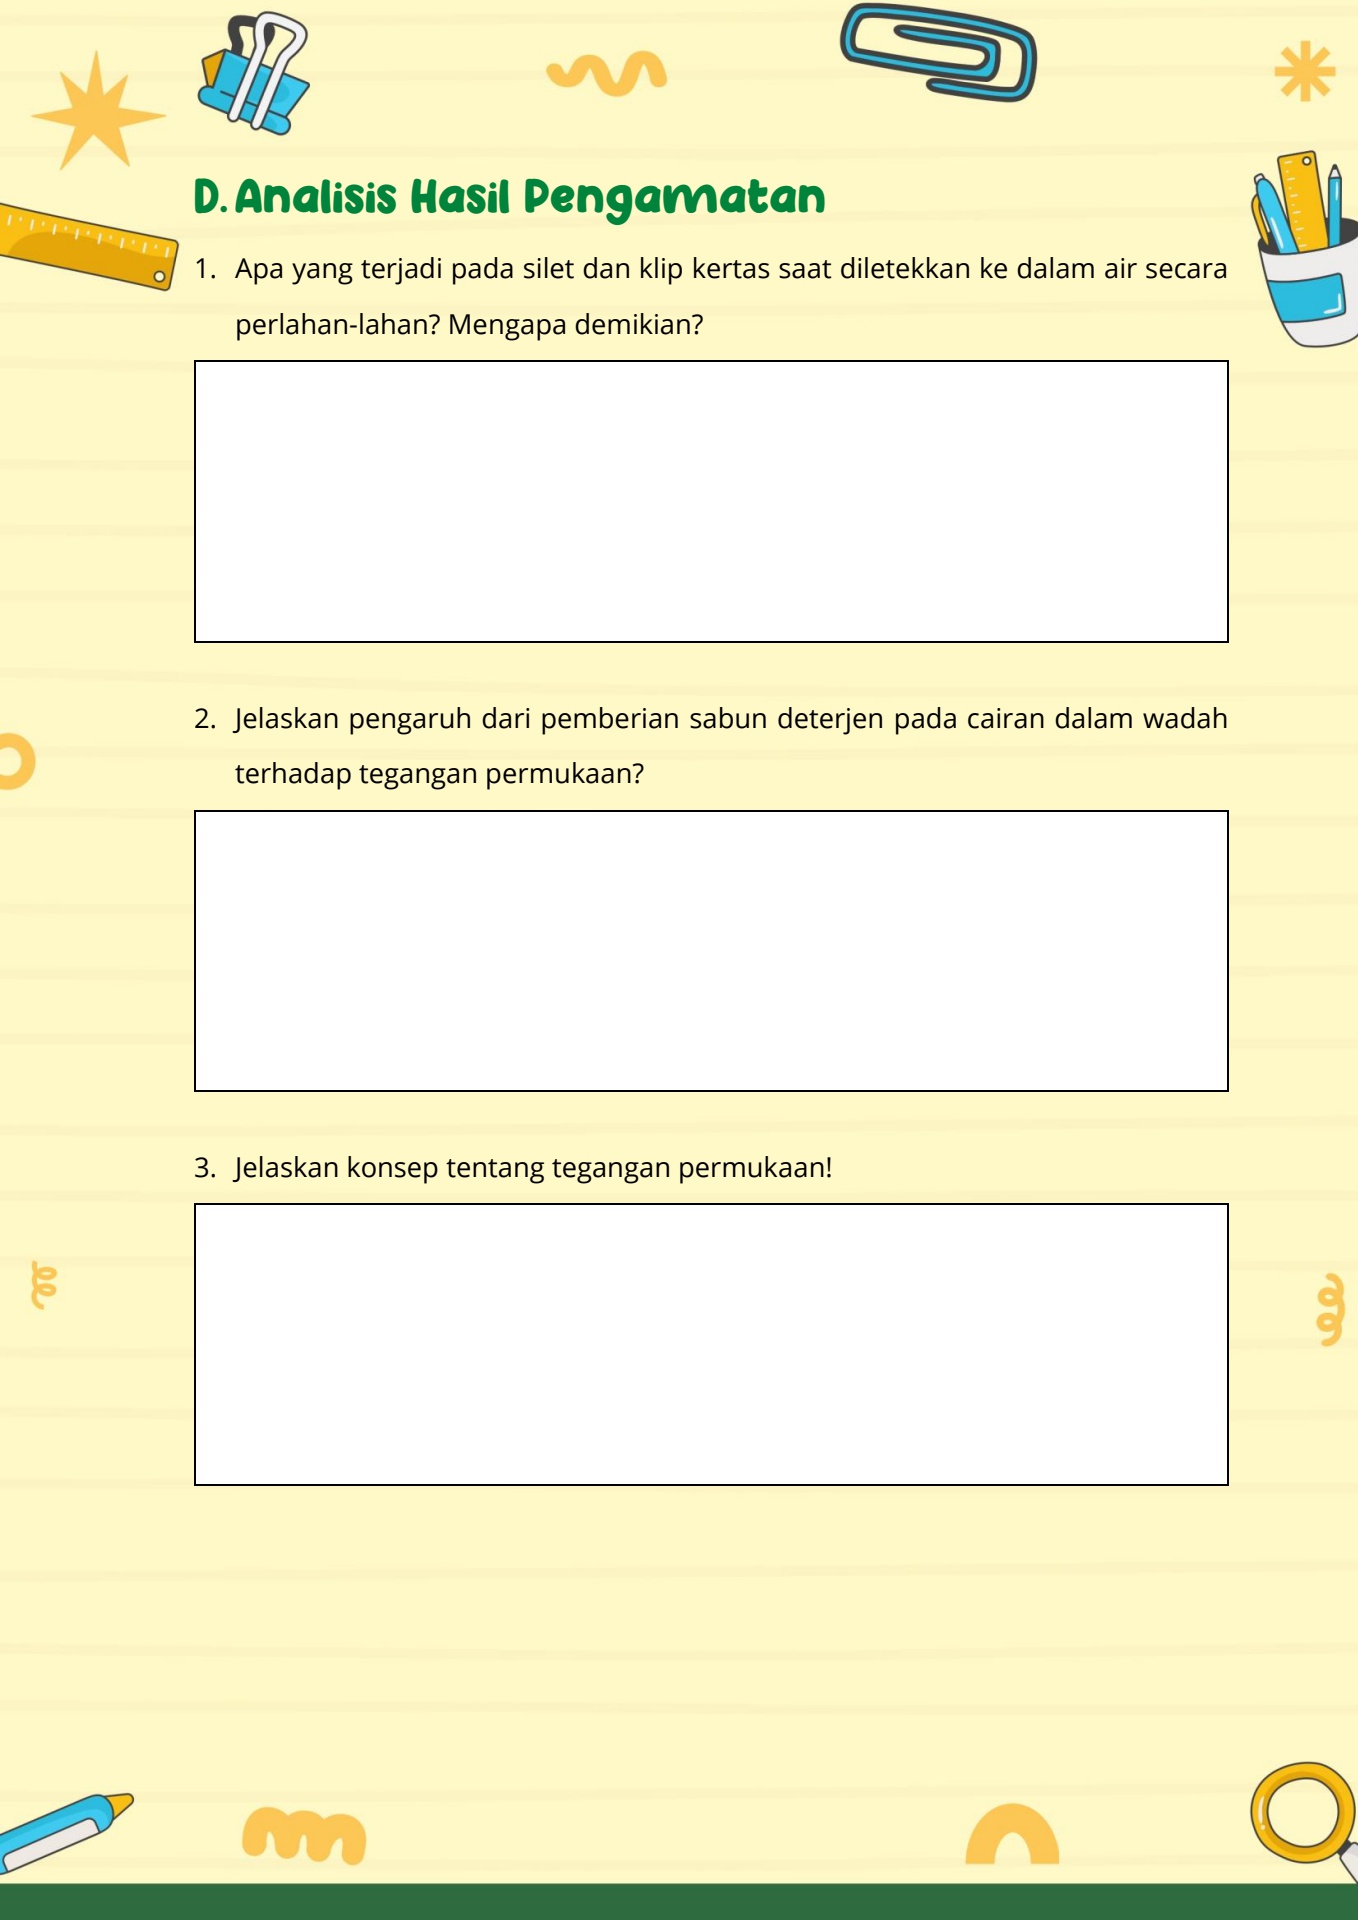 D. Analisis Hasil Pengamatan
1. Apa yang terjadi pada silet dan klip kertas saat diletekkan ke dalam air secara
perlahan-lahan? Mengapa demikian?
2. Jelaskan pengaruh dari pemberian sabun deterjen pada cairan dalam wadah
terhadap tegangan permukaan?
3. Jelaskan konsep tentang tegangan permukaan!